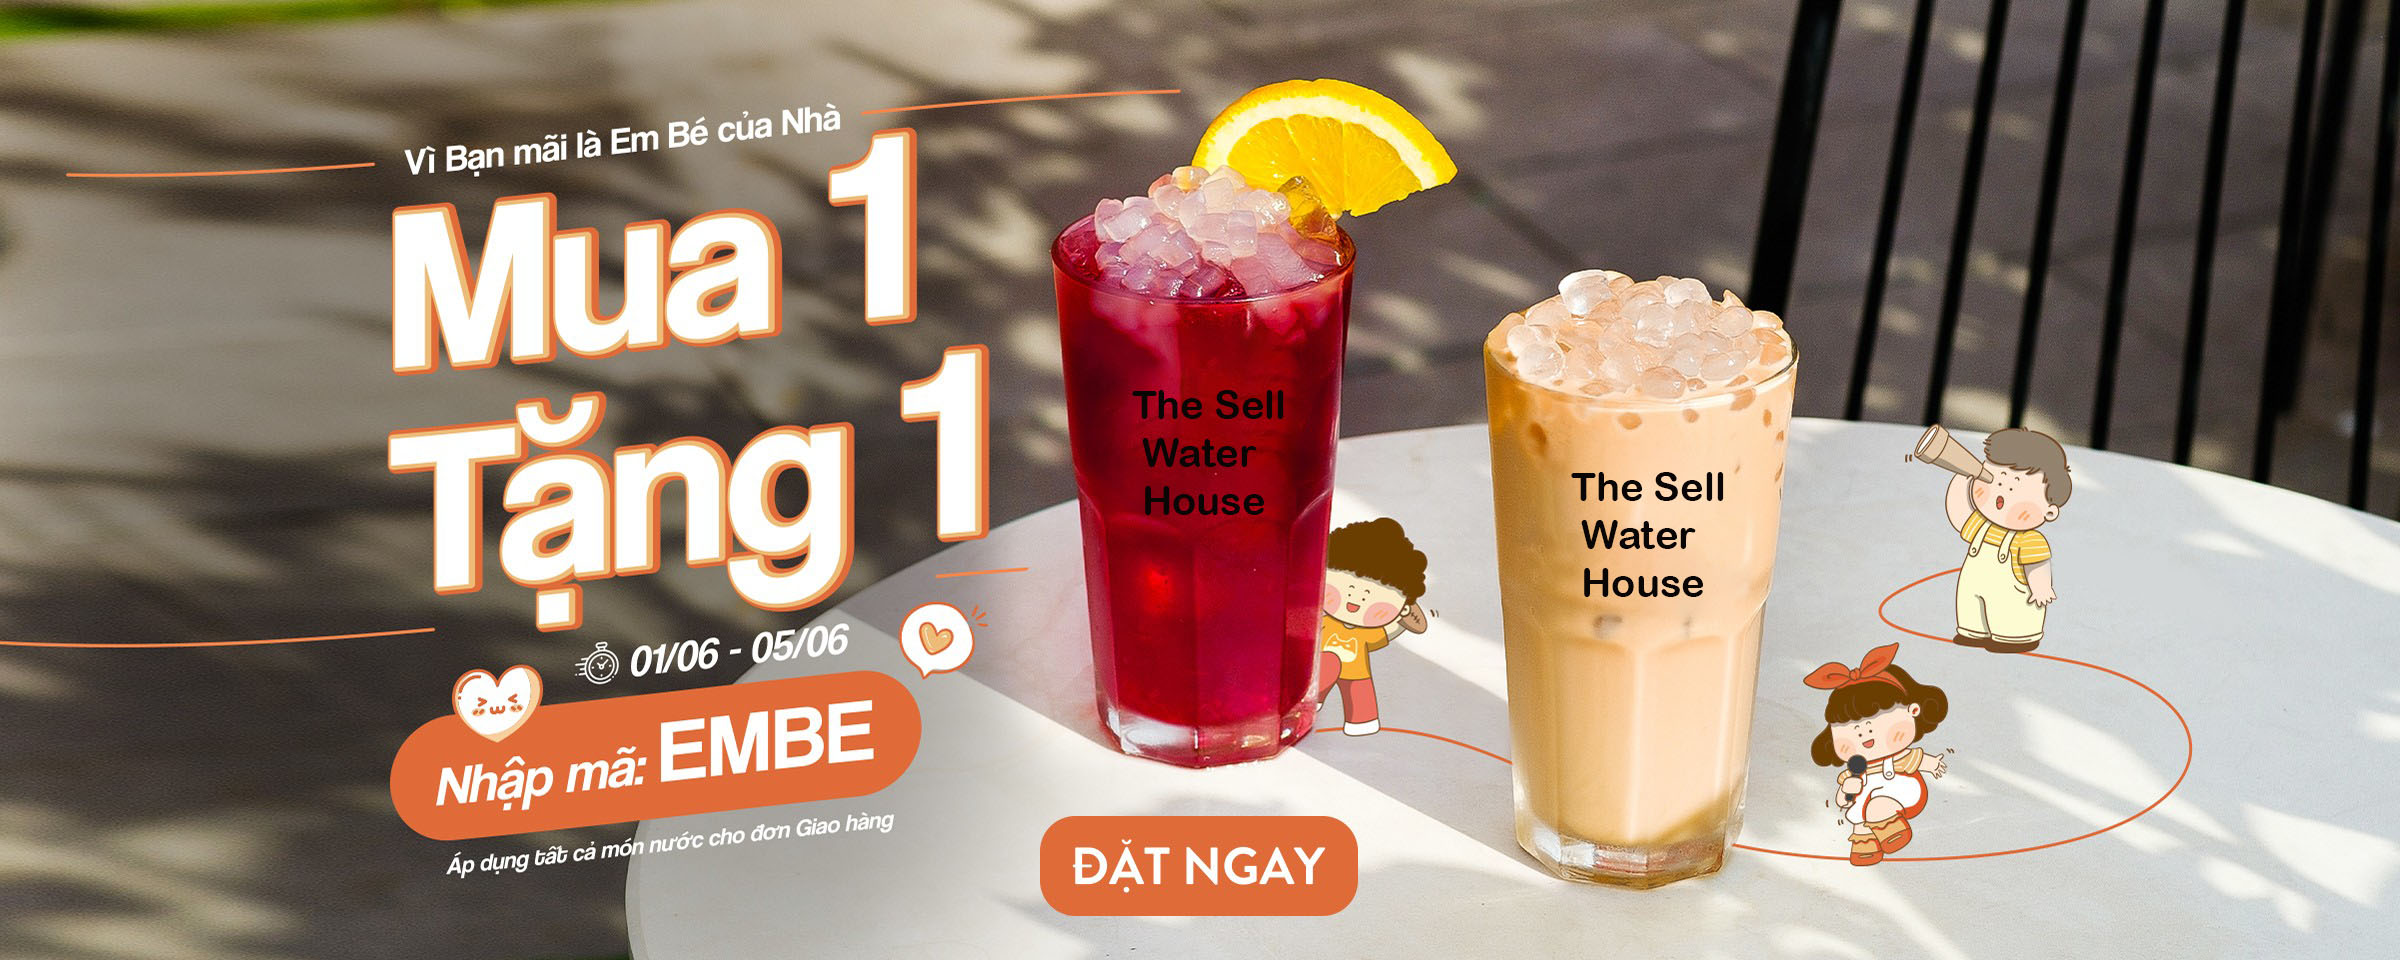 Vì Bạn mãi là Em Bé của Nhà
Mua 1
Tặng 1
01/06 - 05/06
Nhập mã: EMBE
Áp dụng tất cả món nước cho đơn Giao hàng
The Sell
Water
House
The Sell
Water
House
ĐẶT NGAY